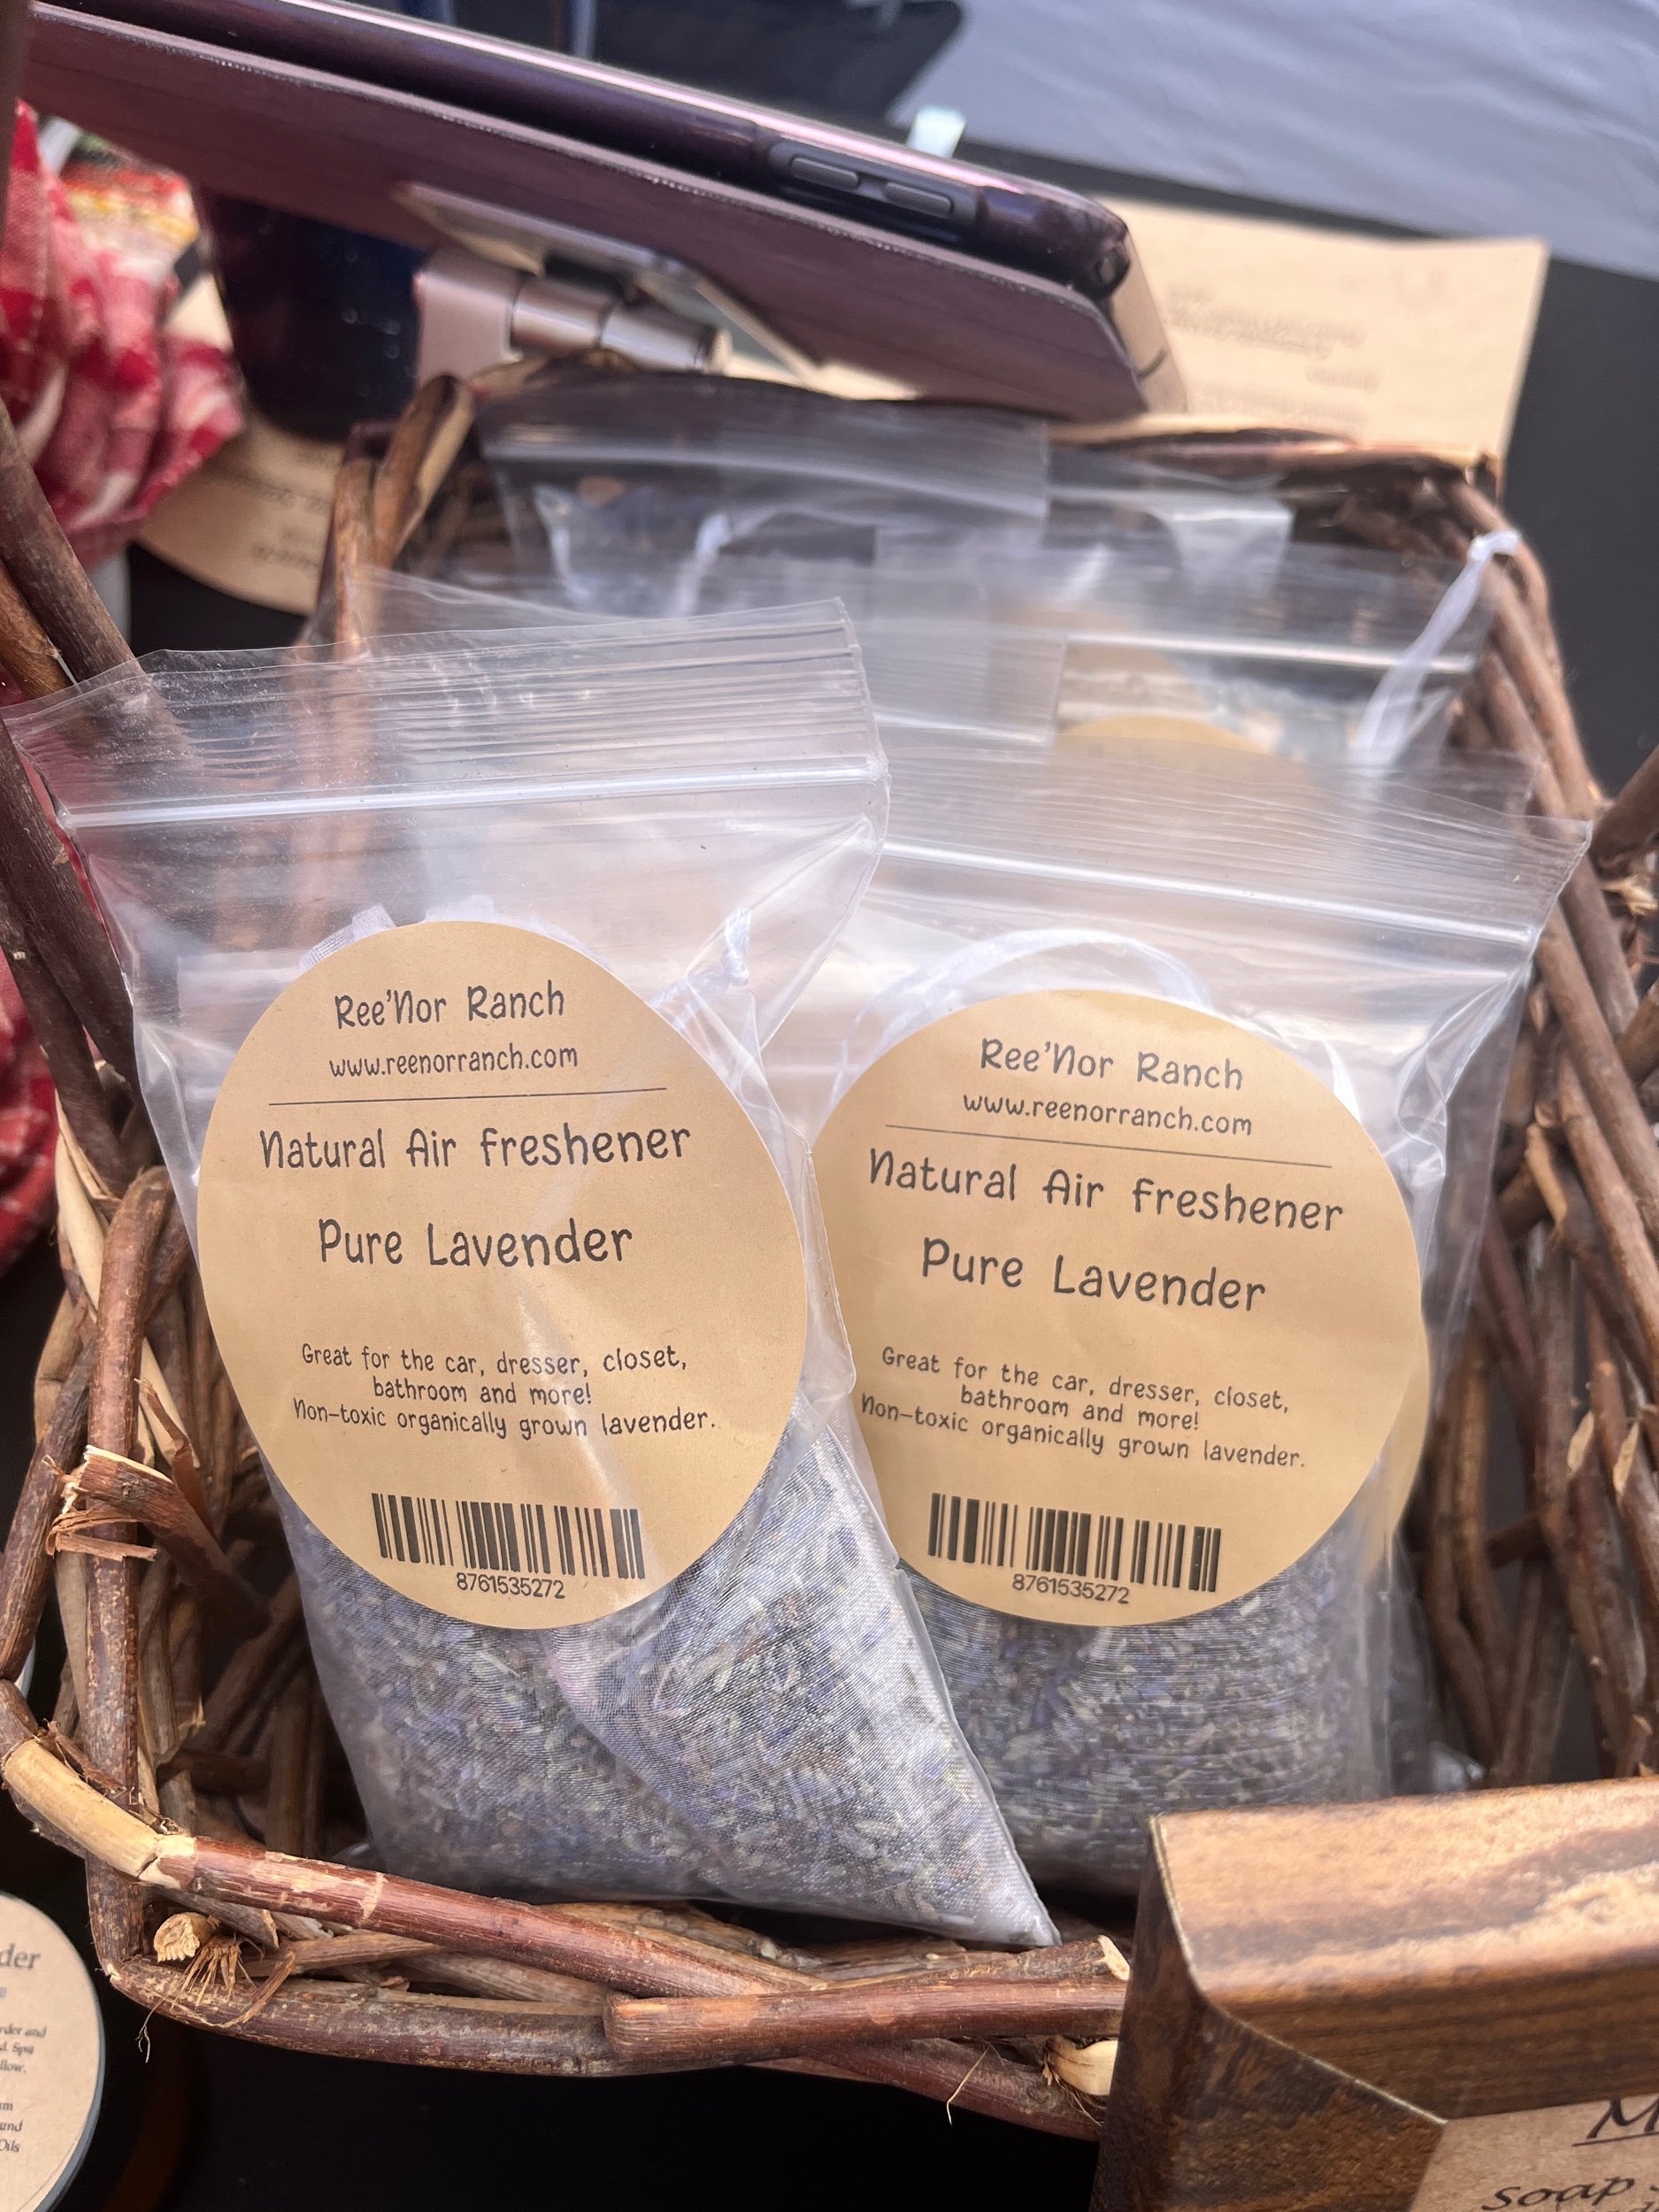 Ree'Nor Ranch
www.reenorranch.com
Natural Air freshener
Pure Lavender
Great for the car, dresser, closet,
bathroom and more!
Non-toxic organically grown lavender.
8761535272
Ree'Nor Ranch
www.reenorranch.com
Natural Air freshener
Pure Lavender
Great for the car, dresser, closet,
bathroom and more!
Non-toxic organically grown lavender.
8761535272
soap